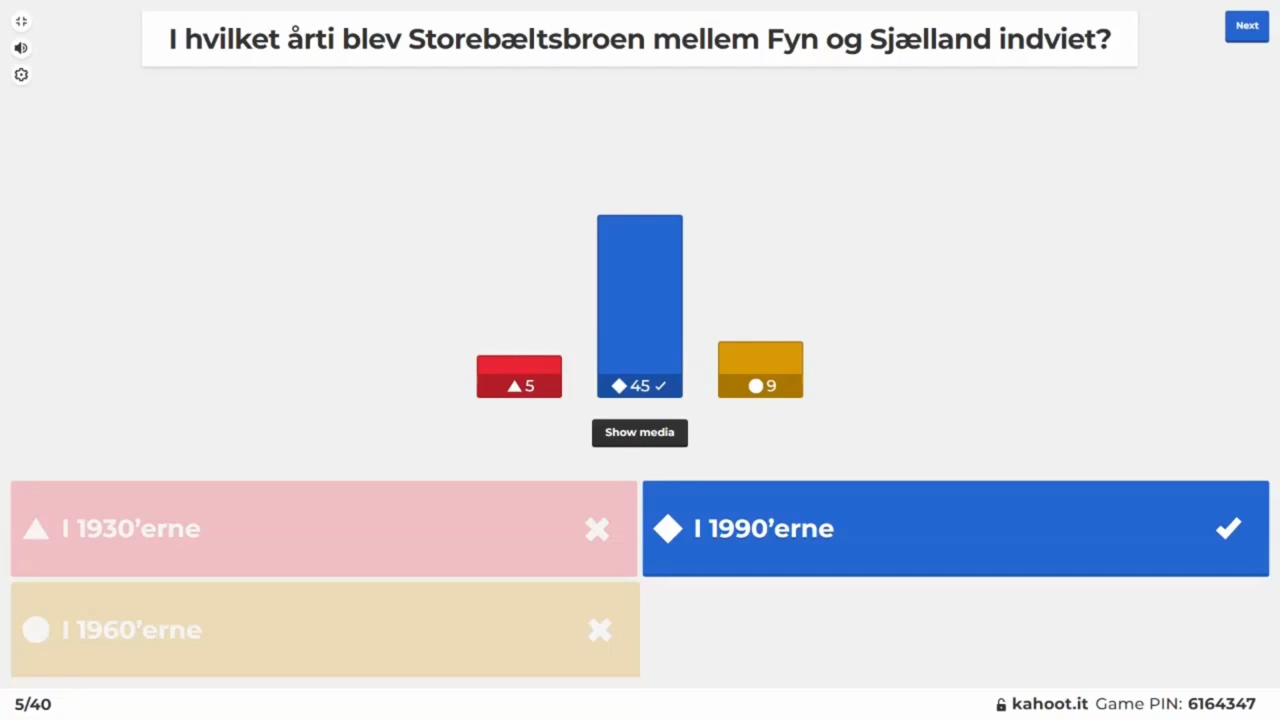 I hvilket årti blev Storebæltsbroen mellem Fyn og Sjælland indviet?
Next
5
45
9
Show media
I 1930’erne
I 1990’erne
I 1960’erne
5/40
kahoot.it Game PIN: 6164347